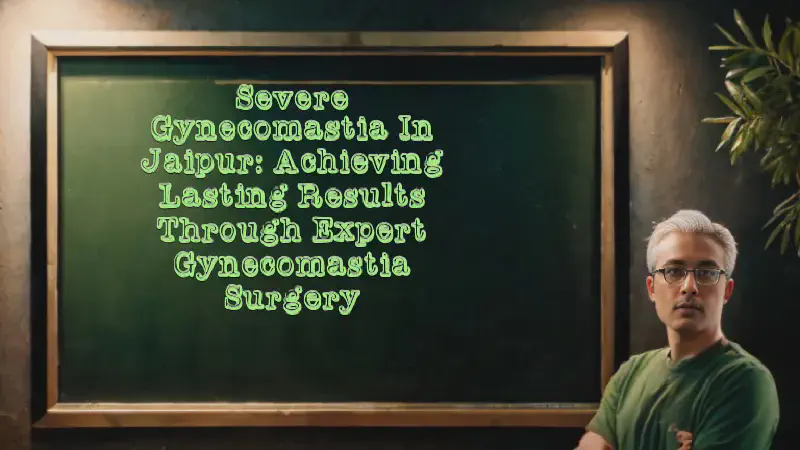 Severe
Gynecomastia In
Jaipur: Achieving
Lasting Results
Through Expert
Gynecomastia
Surgery